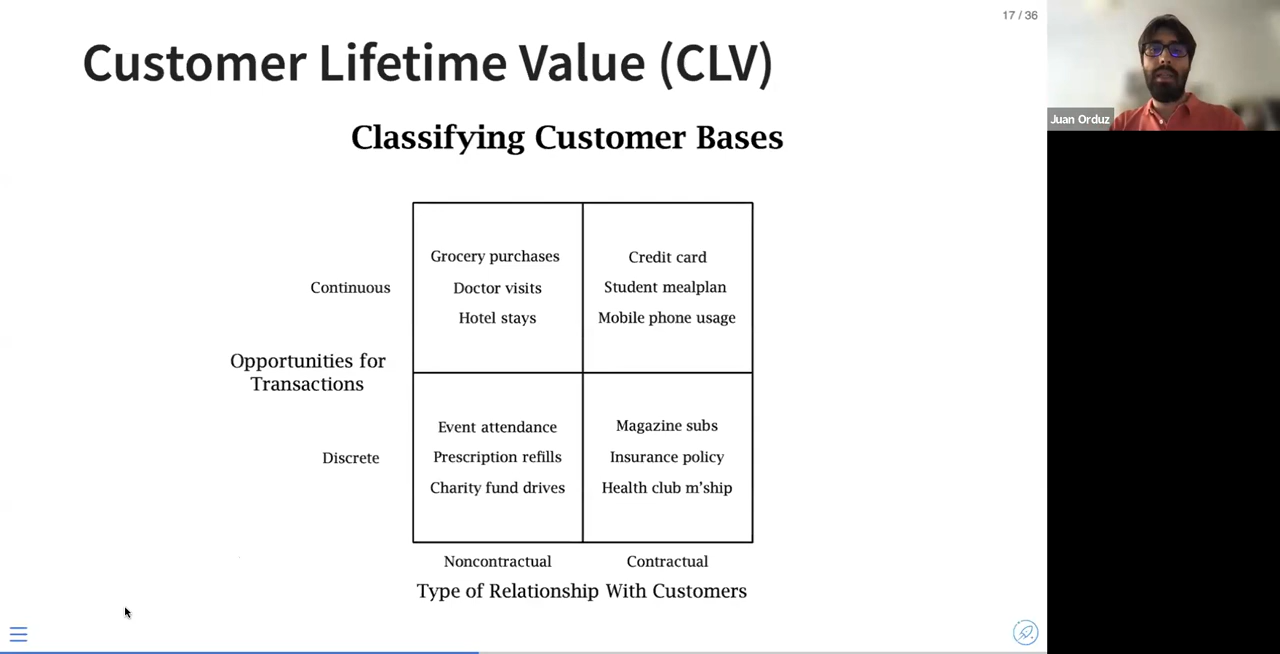 17 / 36
Customer Lifetime Value (CLV)
Juan Orduz
Classifying Customer Bases
Grocery purchases
Doctor visits
Hotel stays
Credit card
Student mealplan
Mobile phone usage
Continuous
Opportunities for
Transactions
Discrete
Event attendance
Prescription refills
Charity fund drives
Magazine subs
Insurance policy
Health club m'ship
Noncontractual
Contractual
Type of Relationship With Customers